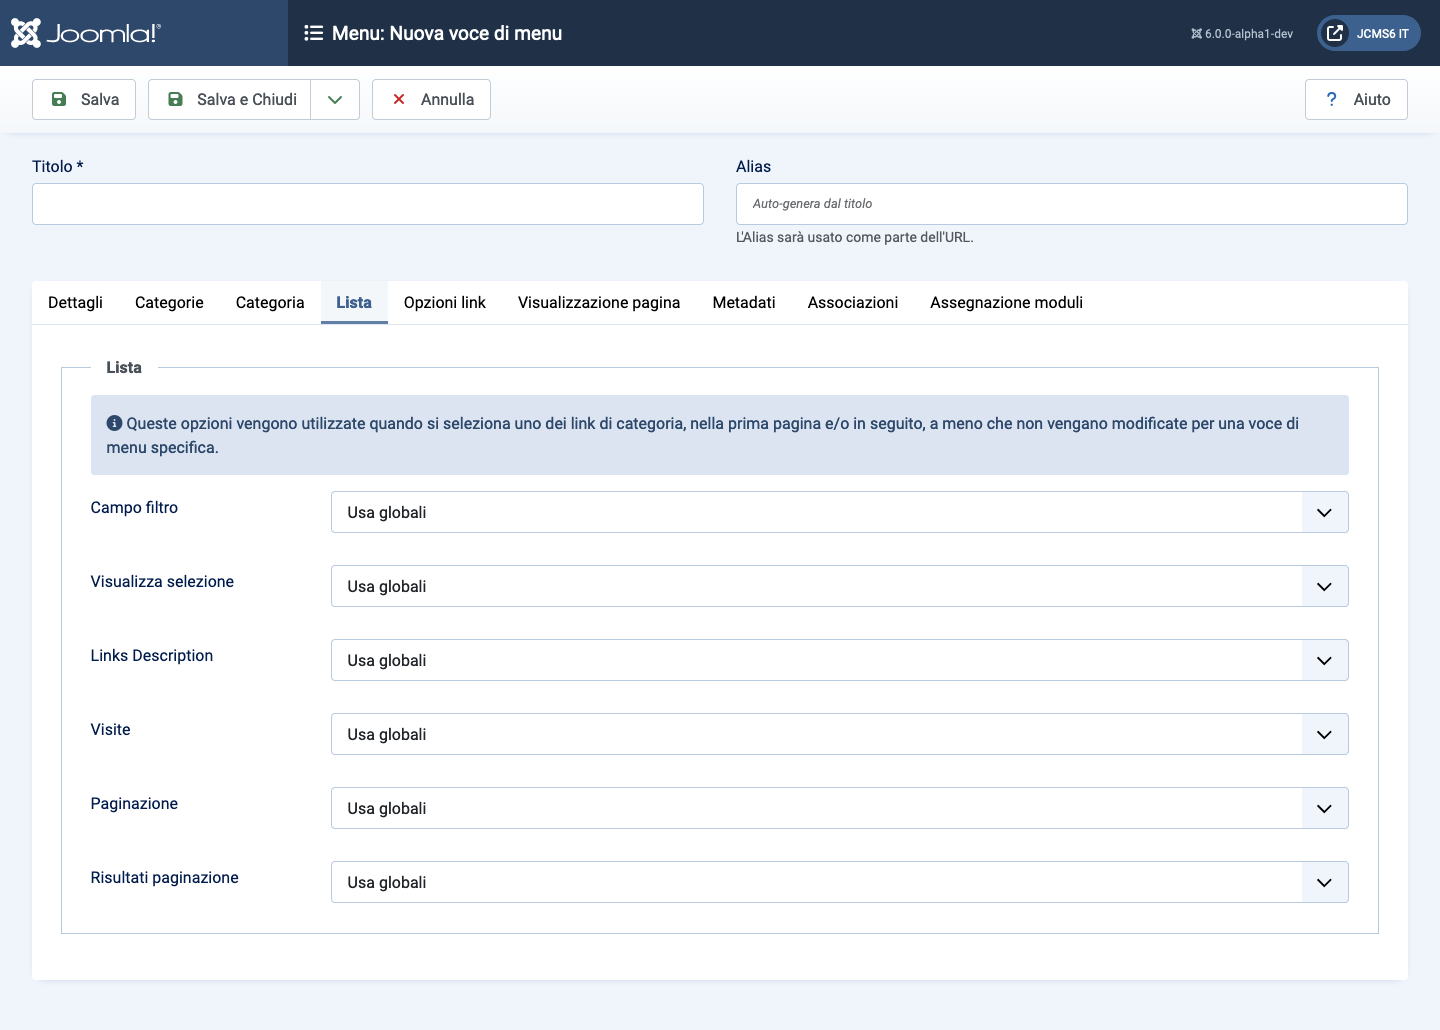 Joomla!®
Menu: Nuova voce di menu
6.0.0-alpha1-dev
JCMS6 IT
Salva
Salva e Chiudi
Annulla
? Aiuto
Titolo *
Alias
Auto-genera dal titolo
L'Alias sarà usato come parte dell'URL.
Dettagli Categorie Categoria Lista Opzioni link Visualizzazione pagina Metadati Associazioni Assegnazione moduli
Lista
Queste opzioni vengono utilizzate quando si seleziona uno dei link di categoria, nella prima pagina e/o in seguito, a meno che non vengano modificate per una voce di
menu specifica.
Campo filtro
Usa globali
Visualizza selezione
Usa globali
Links Description
Usa globali
Visite
Usa globali
Paginazione
Usa globali
Risultati paginazione
Usa globali